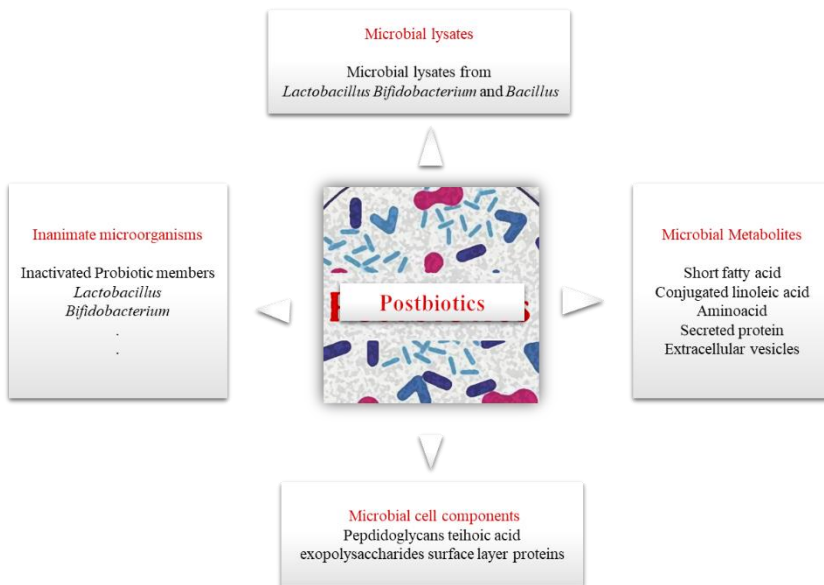 Microbial lysates
Microbial lysates from
Lactobacillus Bifidobacterium and Bacillus
Inanimate microorganisms
Inactivated Probiotic members
Lactobacillus
Bifidobacterium
.
.
Postbiotics
Microbial Metabolites
Short fatty acid
Conjugated linoleic acid
Aminoacid
Secreted protein
Extracellular vesicles
Microbial cell components
Pepdidoglycans teihoic acid
exopolysaccharides surface layer proteins